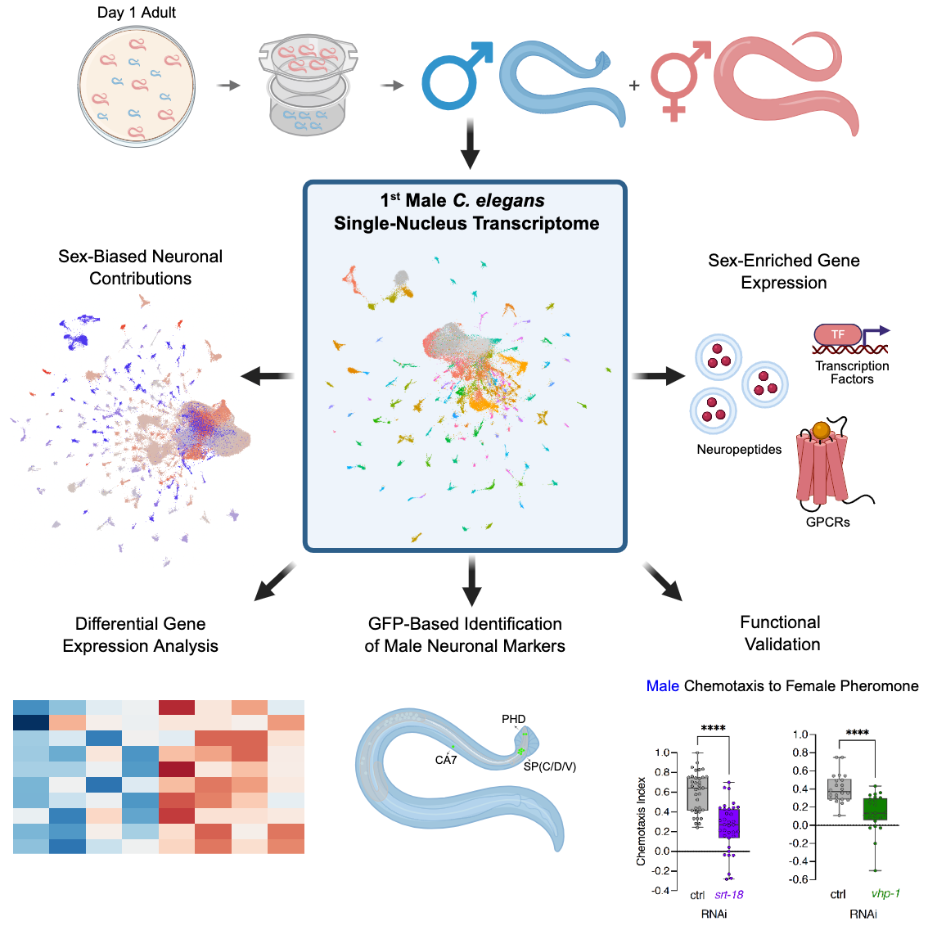 Day 1 Adult
+
1st Male C. elegans
Single-Nucleus Transcriptome
Sex-Biased Neuronal
Contributions
Sex-Enriched Gene
Expression
TF
Transcription
Factors
Neuropeptides
GPCRs
Differential Gene
Expression Analysis
GFP-Based Identification
of Male Neuronal Markers
PHD
CA7
SP(C/D/V)
Functional
Validation
Male Chemotaxis to Female Pheromone
Chemotaxis Index
****
1.0
0.8
0.6
0.4
0.2
0.0
-0.2
-0.4
ctrl srt-18
RNAi
****
1.0
0.8
0.6
0.4
0.2
0.0
-0.2
-0.4
-0.6
ctrl vhp-1
RNAi